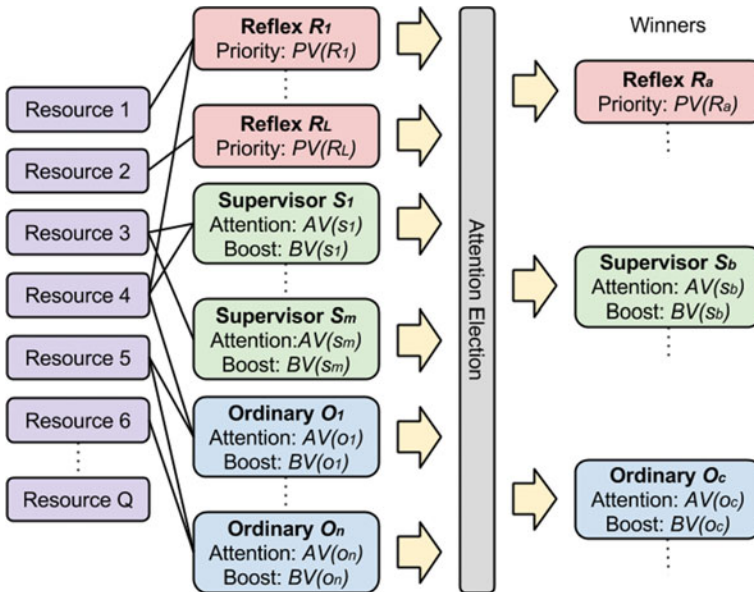 Resource 1
Resource 2
Resource 3
Resource 4
Resource 5
Resource 6
Resource Q
Reflex R1
Priority: PV(R1)
Reflex RL
Priority: PV(RL)
Supervisor S1
Attention: AV(s1)
Boost: BV(s1)
Supervisor Sm
Attention:AV(sm)
Boost: BV(sm)
Ordinary O1
Attention: AV(o1)
Boost: BV(o1)
Ordinary On
Attention: AV(on)
Boost: BV(on)
Attention Election
Winners
Reflex Ra
Priority: PV(Ra)
Supervisor Sb
Attention: AV(sb)
Boost: BV(sb)
Ordinary Oc
Attention: AV(oc)
Boost: BV(oc)